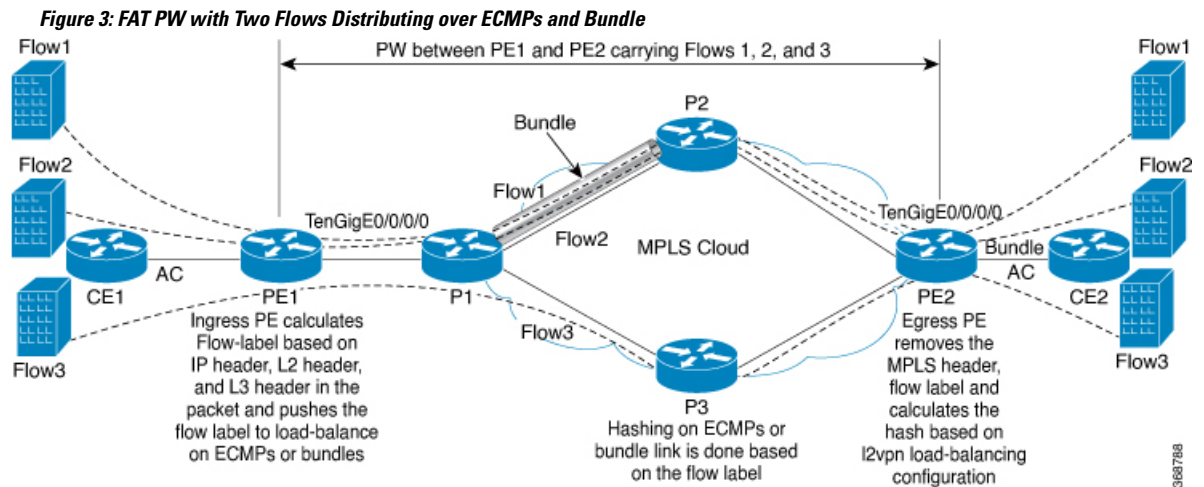 Figure 3: FAT PW with Two Flows Distributing over ECMPs and Bundle
Flow1
Flow1
PW between PE1 and PE2 carrying Flows 1, 2, and 3
P2
Bundle
Flow2
Flow2
Flow1
TenGigE0/0/0/0
TenGigE0/0/0/0
Flow2
MPLS Cloud
Bundle
AC
AC
CE1
PE1
P1
PE2
CE2
Flow3
Flow3
Flow3
Ingress PE calculates
Flow-label based on
IP header, L2 header,
and L3 header in the
packet and pushes the
flow label to load-balance
on ECMPs or bundles
P3
Hashing on ECMPs or
bundle link is done based
on the flow label
Egress PE
removes the
MPLS header,
flow label and
calculates the
hash based on
l2vpn load-balancing
configuration
368788